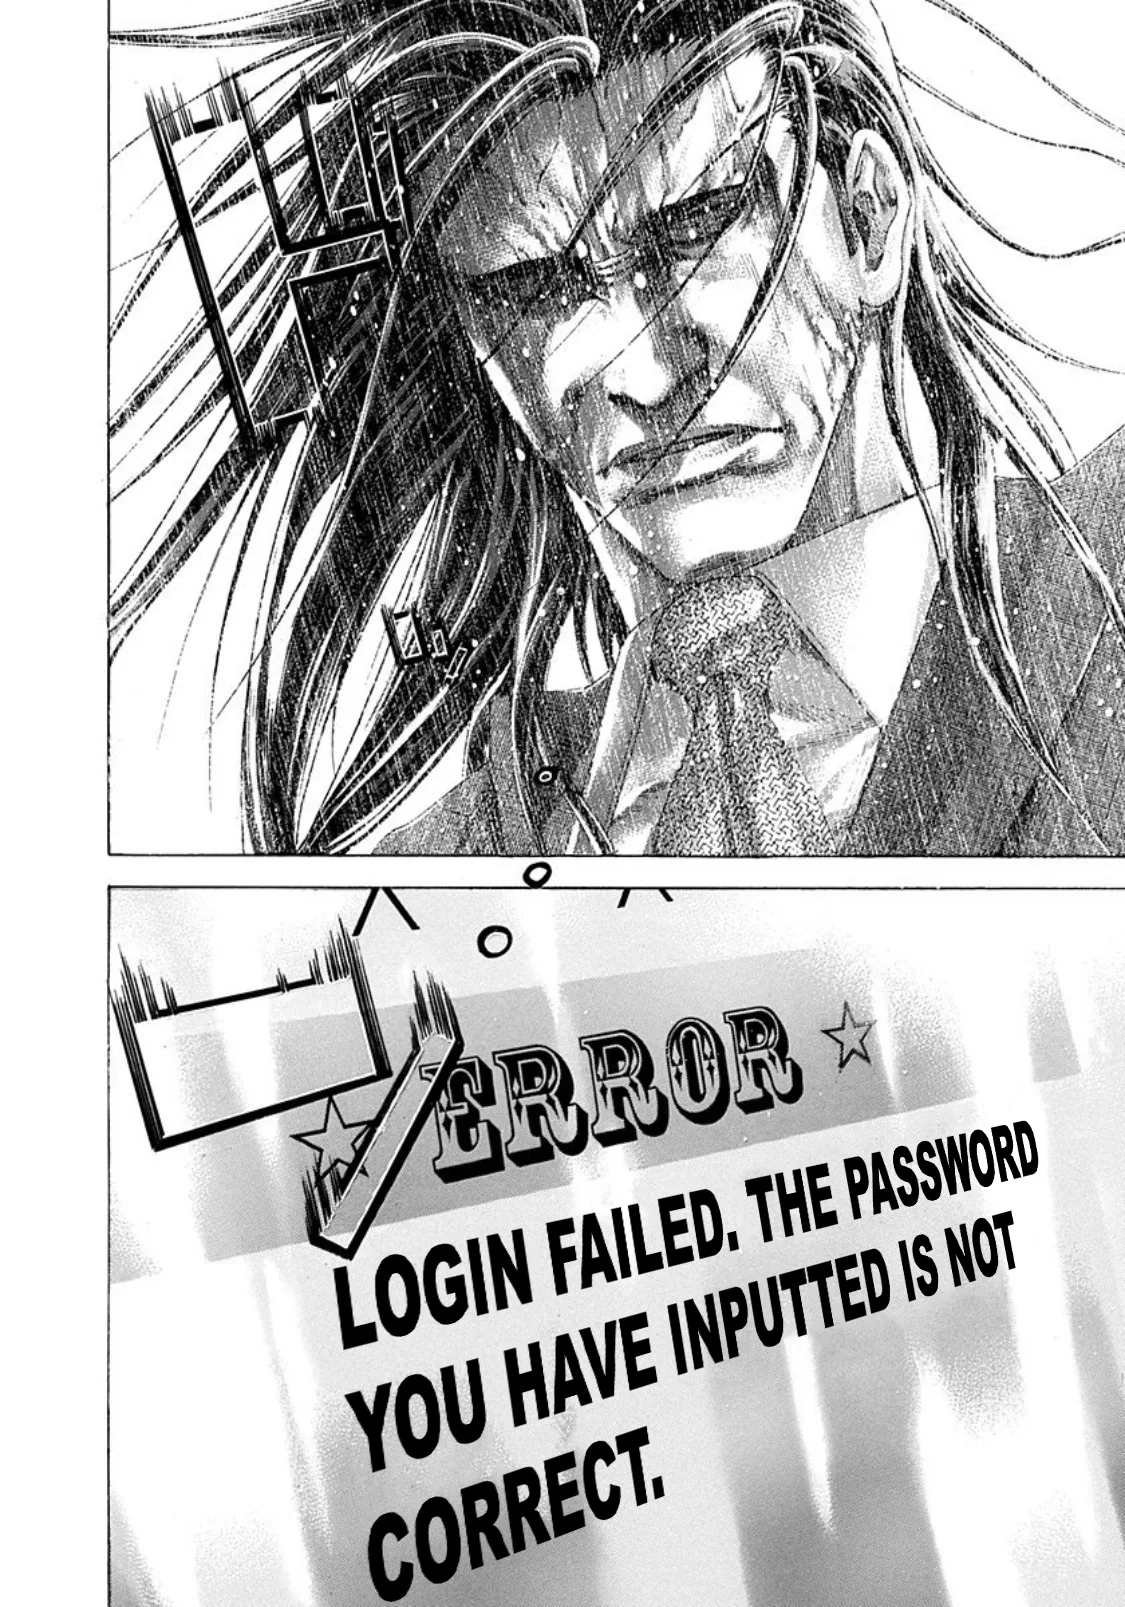 ERROR
LOGIN FAILED. THE PASSWORD
YOU HAVE INPUTTED IS NOT
CORRECT.